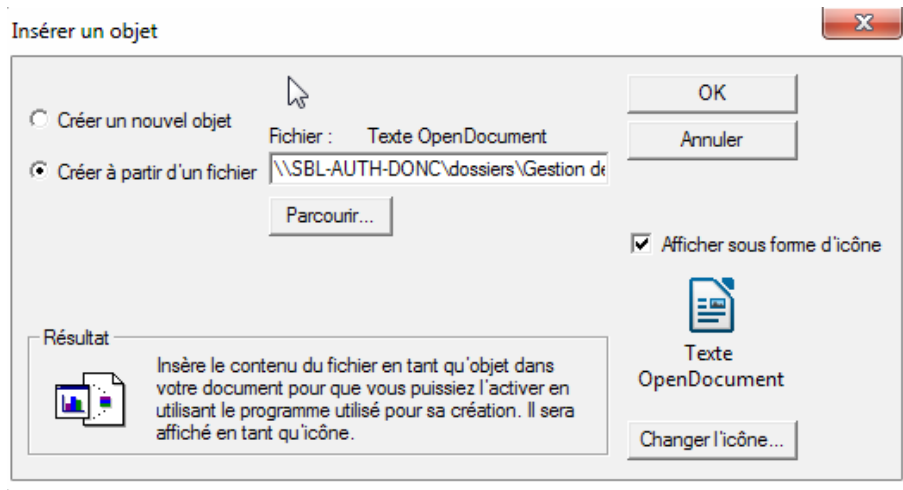 Insérer un objet
Créer un nouvel objet
Créer à partir d'un fichier
Fichier : Texte OpenDocument
\\SBL-AUTH-DONC\dossiers\Gestion de
Parcourir...
OK
Annuler
Afficher sous forme d'icône
Texte
OpenDocument
Changer l'icône...
Résultat
Insère le contenu du fichier en tant qu'objet dans
votre document pour que vous puissiez l'activer en
utilisant le programme utilisé pour sa création. Il sera
affiché en tant qu'icône.